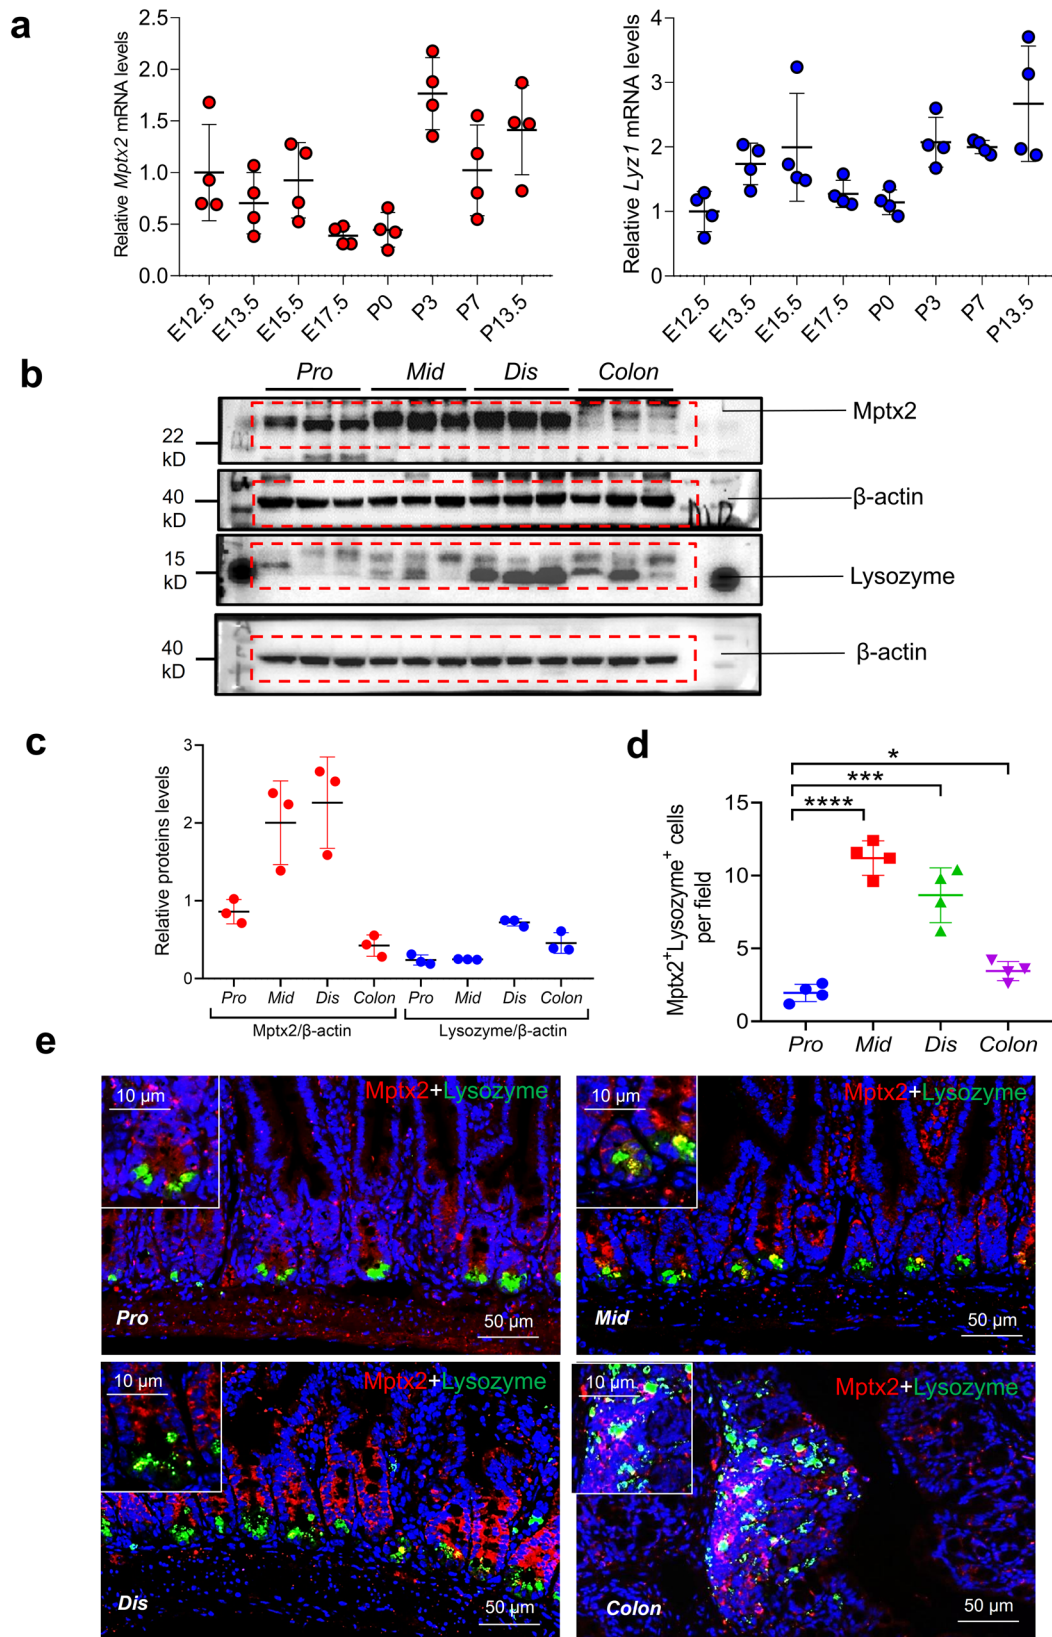 a
Relative Mptx2 mRNA levels
2.5
2.0
1.5
1.0
0.5
0.0
E12.5
E13.5
E15.5
E17.5
P0
P3
P7
P13.5
Relative Lyz1 mRNA levels
4
3
2
1
0
E12.5
E13.5
E15.5
E17.5
P0
P3
P7
P13.5
b
Pro Mid Dis Colon
22
kD
Mptx2
40
kD
β-actin
15
kD
Lysozyme
40
kD
β-actin
c
Relative proteins levels
3
2
1
0
Pro Mid Dis Colon Pro Mid Dis Colon
Mptx2/β-actin Lysozyme/β-actin
d
Mptx2+Lysozyme+ cells
per field
*
***
****
15
10
5
0
Pro Mid Dis Colon
e
10 µm
Mptx2+Lysozyme
Pro
50 µm
10 µm
Mptx2+Lysozyme
Mid
50 µm
10 µm
Mptx2+Lysozyme
Dis
50 µm
10 µm
Mptx2+Lysozyme
Colon
50 µm